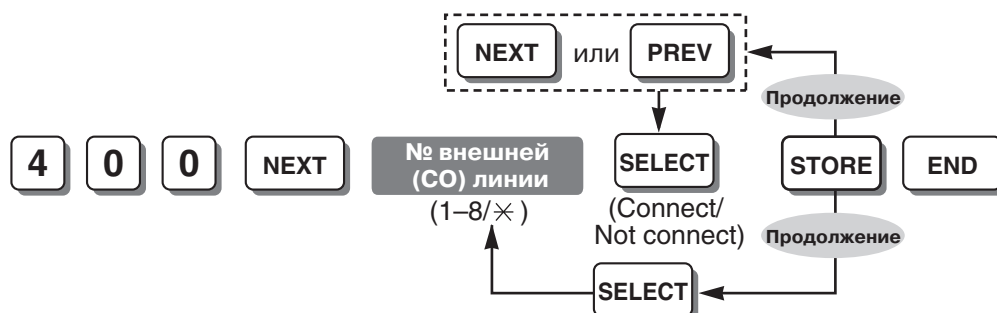 NEXT или PREV
Продолжение
4 0 0 NEXT № внешней
(CO) линии
SELECT STORE END
(1–8/✳)
(Connect/
Not connect)
Продолжение
SELECT